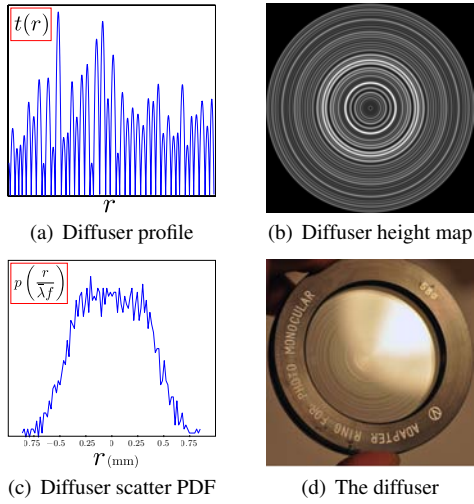 t(r)
r
(a) Diffuser profile
(b) Diffuser height map
p(r/λ̄f)
0.75 −0.5 −0.25 0 0.25 0.5 0.75
r (mm)
ADAPTER RING FOR PHOTO MONOCULAR
(c) Diffuser scatter PDF
(d) The diffuser